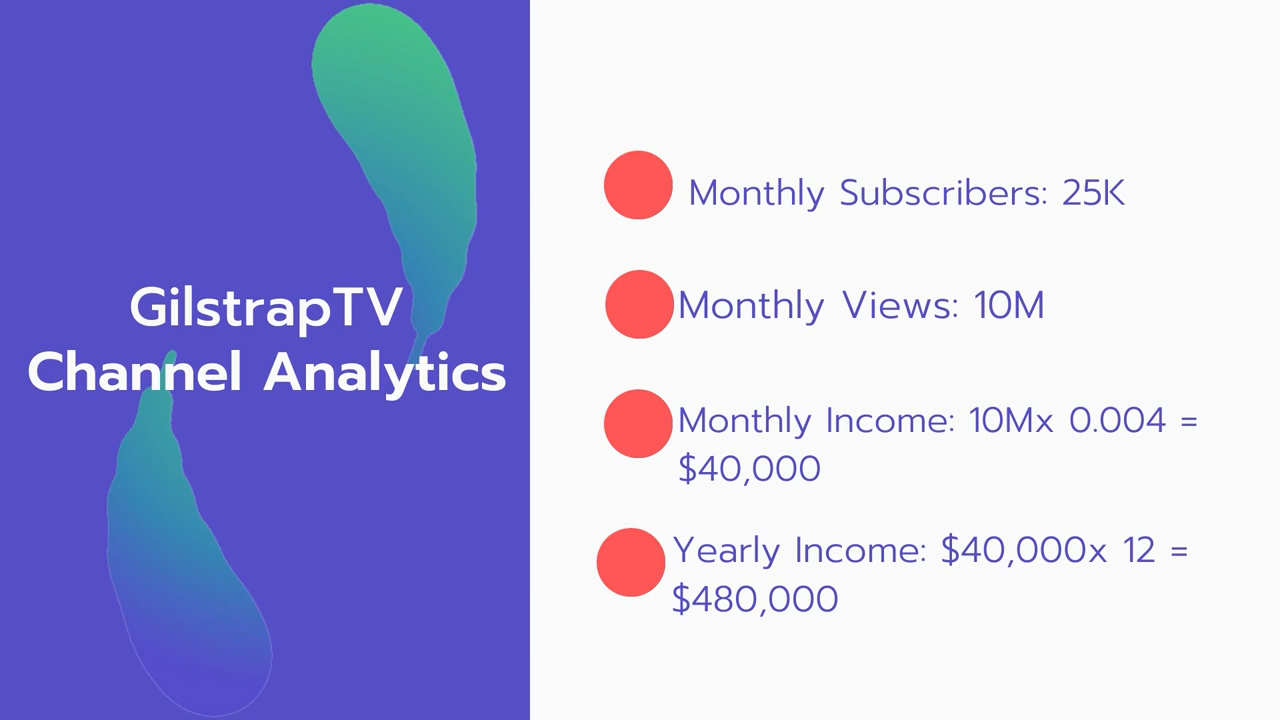 GilstrapTV
Channel Analytics
Monthly Subscribers: 25K
Monthly Views: 10M
Monthly Income: 10Mx 0.004 =
$40,000
Yearly Income: $40,000x 12 =
$480,000